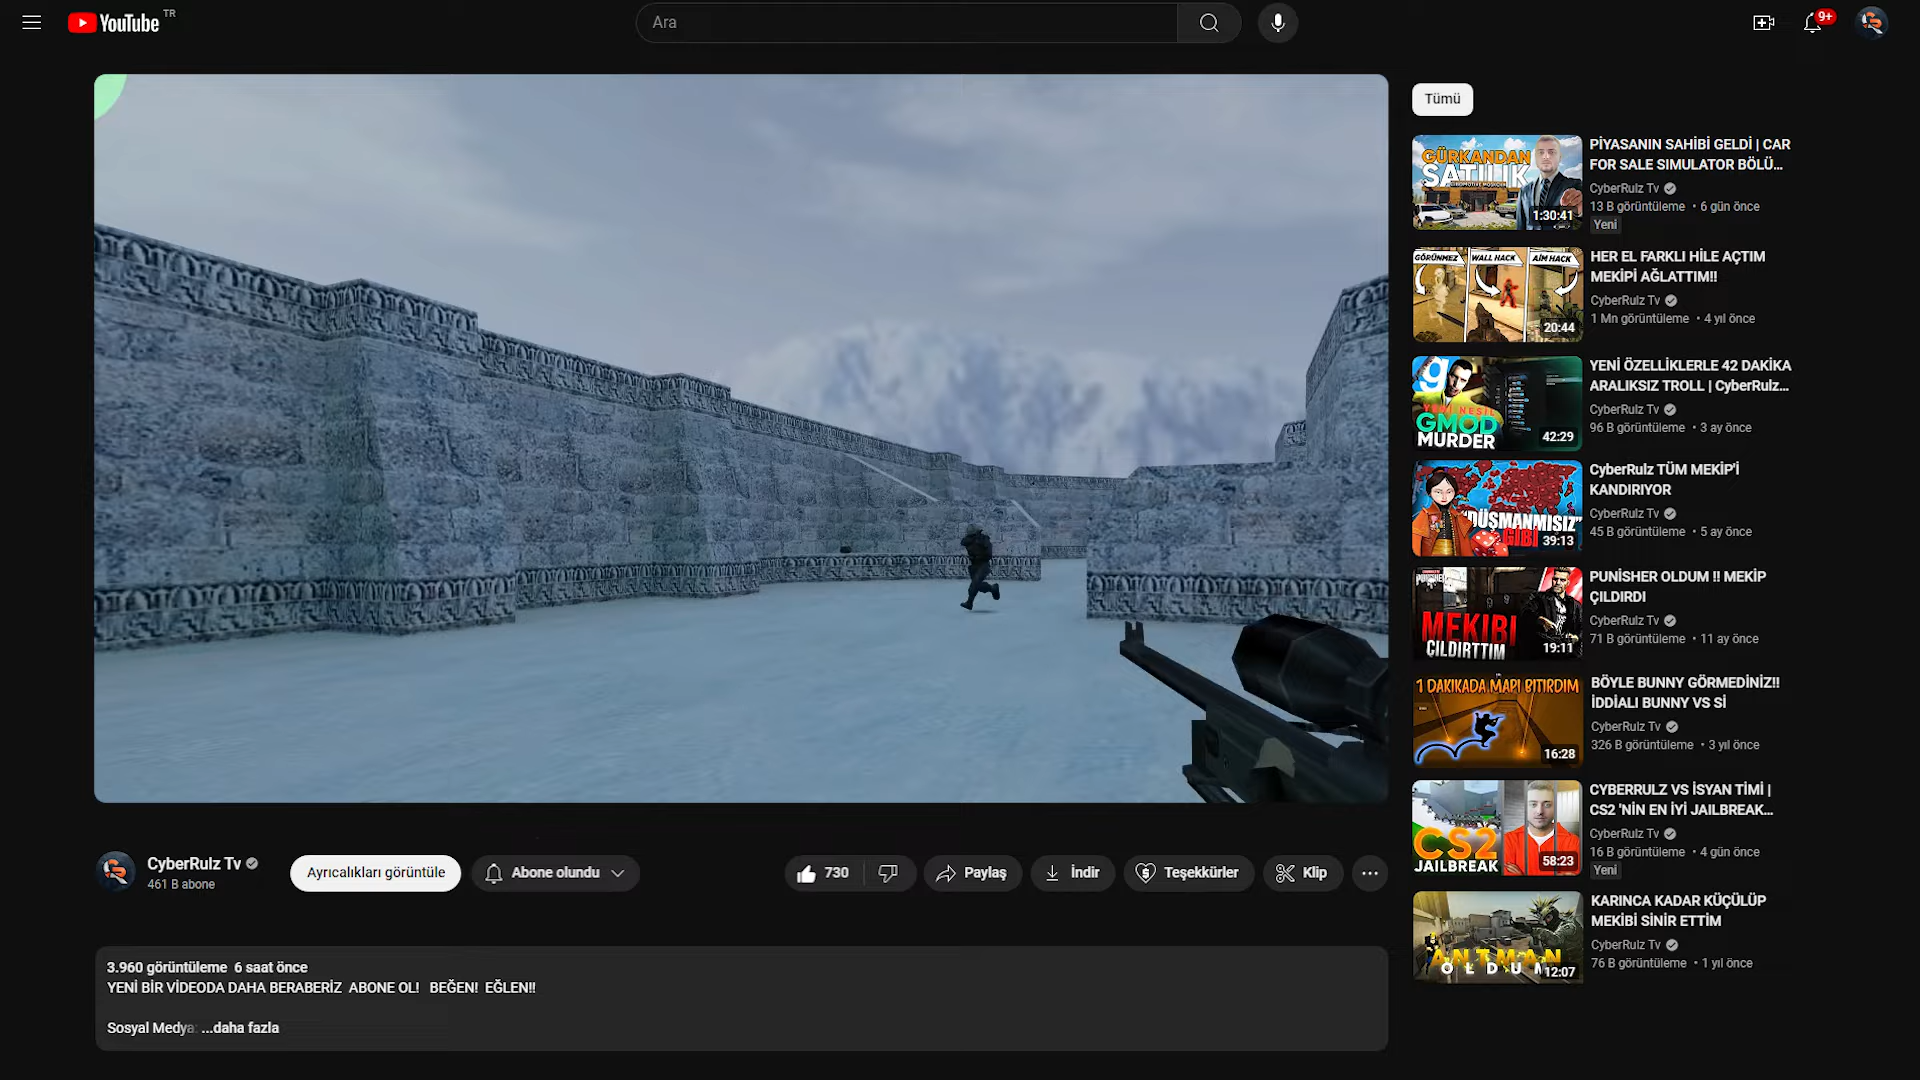 YouTube TR
Ara
9+
Tümü
GÜRKANDAN
SATILIK
1:30:41
PİYASANIN SAHİBİ GELDİ | CAR
FOR SALE SIMULATOR BÖLÜ...
CyberRulz Tv
13 B görüntüleme • 6 gün önce
Yeni
GÖRÜNMEZ WALL HACK AİM HACK
20:44
HER EL FARKLI HİLE AÇTIM
MEKİPİ AĞLATTIM!!
CyberRulz Tv
1 Mn görüntüleme • 4 yıl önce
YENİ NESİL
GMOD
MURDER
42:29
YENİ ÖZELLİKLERLE 42 DAKİKA
ARALIKSIZ TROLL | CyberRulz...
CyberRulz Tv
96 B görüntüleme • 3 ay önce
"DÜŞMANMISIZ"
GİBİ
39:13
CyberRulz TÜM MEKİP'İ
KANDIRIYOR
CyberRulz Tv
45 B görüntüleme • 5 ay önce
MEKIBI
ÇILDIRTTIM
19:11
PUNİSHER OLDUM !! MEKİP
ÇILDIRDI
CyberRulz Tv
71 B görüntüleme • 11 ay önce
1 DAKIKADA MAPI BITIRDIM
16:28
BÖYLE BUNNY GÖRMEDİNİZ!!
İDDİALI BUNNY VS Sİ
CyberRulz Tv
326 B görüntüleme • 3 yıl önce
CS2
JAILBREAK
58:23
CYBERRULZ VS İSYAN TİMİ |
CS2 'NİN EN İYİ JAILBREAK...
CyberRulz Tv
16 B görüntüleme • 4 gün önce
Yeni
ANTMAN
OLDUM
12:07
KARINCA KADAR KÜÇÜLÜP
MEKİBİ SİNİR ETTİM
CyberRulz Tv
76 B görüntüleme • 1 yıl önce
CyberRulz Tv
461 B abone
Ayrıcalıkları görüntüle
Abone olundu
730
Paylaş
İndir
Teşekkürler
Klip
3.960 görüntüleme 6 saat önce
YENİ BİR VİDEODA DAHA BERABERİZ ABONE OL! BEĞEN! EĞLEN!!
Sosyal Medya: ...daha fazla